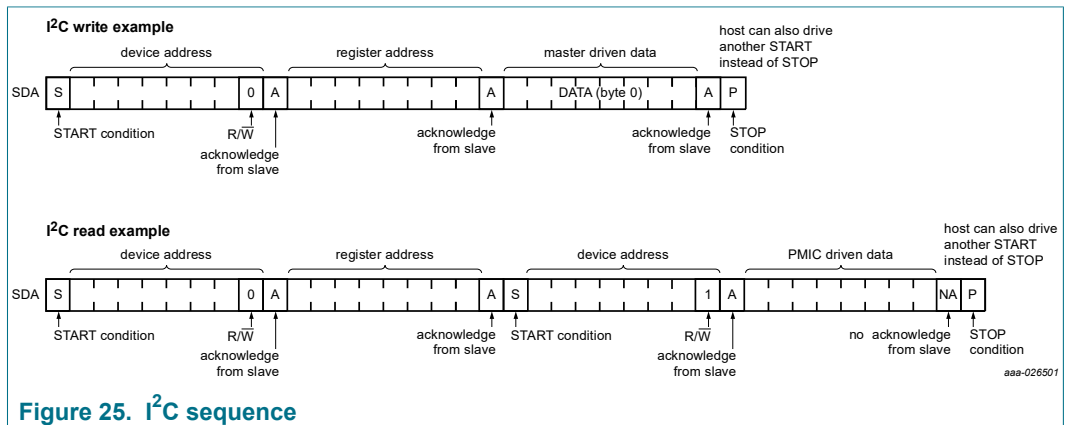 I²C write example
device address
register address
master driven data
host can also drive
another START
instead of STOP
SDA
S
0
A
A
DATA (byte 0)
A
P
START condition
R/W̅
acknowledge
from slave
acknowledge
from slave
acknowledge
from slave
STOP
condition
I²C read example
device address
register address
device address
PMIC driven data
host can also drive
another START
instead of STOP
SDA
S
0
A
A
S
1
A
NA
P
START condition
R/W̅
acknowledge
from slave
acknowledge
from slave
START condition
R/W̅
acknowledge
from slave
no acknowledge
from slave
STOP
condition
aaa-026501
Figure 25. I²C sequence